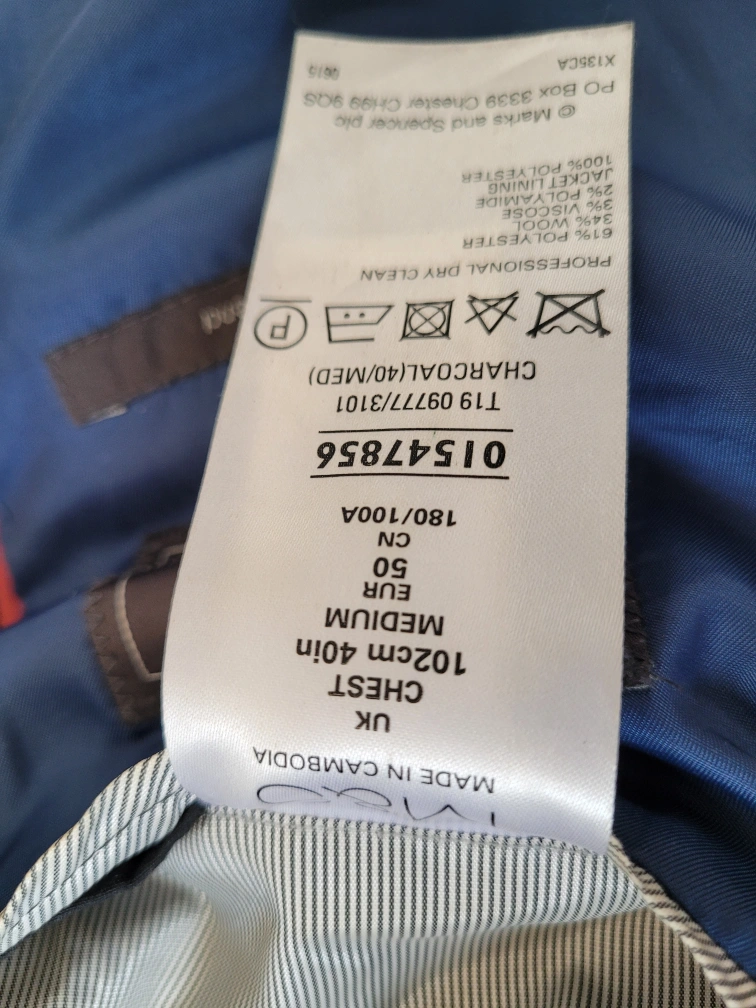 M&S
MADE IN CAMBODIA
UK
CHEST
102cm 40in
MEDIUM
EUR
50
CN
180/100A
01547856
T19 09777/3101
CHARCOAL(40/MED)
P
PROFESSIONAL DRY CLEAN
61% POLYESTER
34% WOOL
3% VISCOSE
2% POLYAMIDE
JACKET LINING
100% POLYESTER
© Marks and Spencer plc
PO Box 3339 Chester CH99 9QS
X135CA